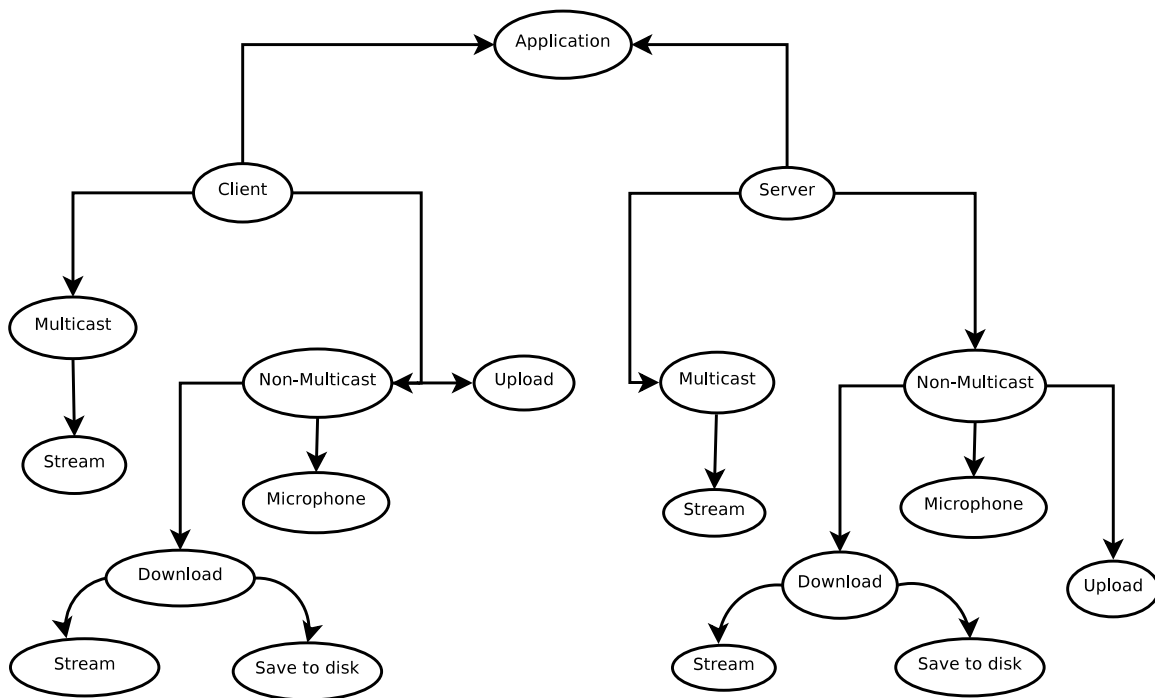 Application
Client
Server
Multicast
Non-Multicast
Upload
Multicast
Non-Multicast
Stream
Microphone
Stream
Microphone
Download
Download
Upload
Stream
Save to disk
Stream
Save to disk